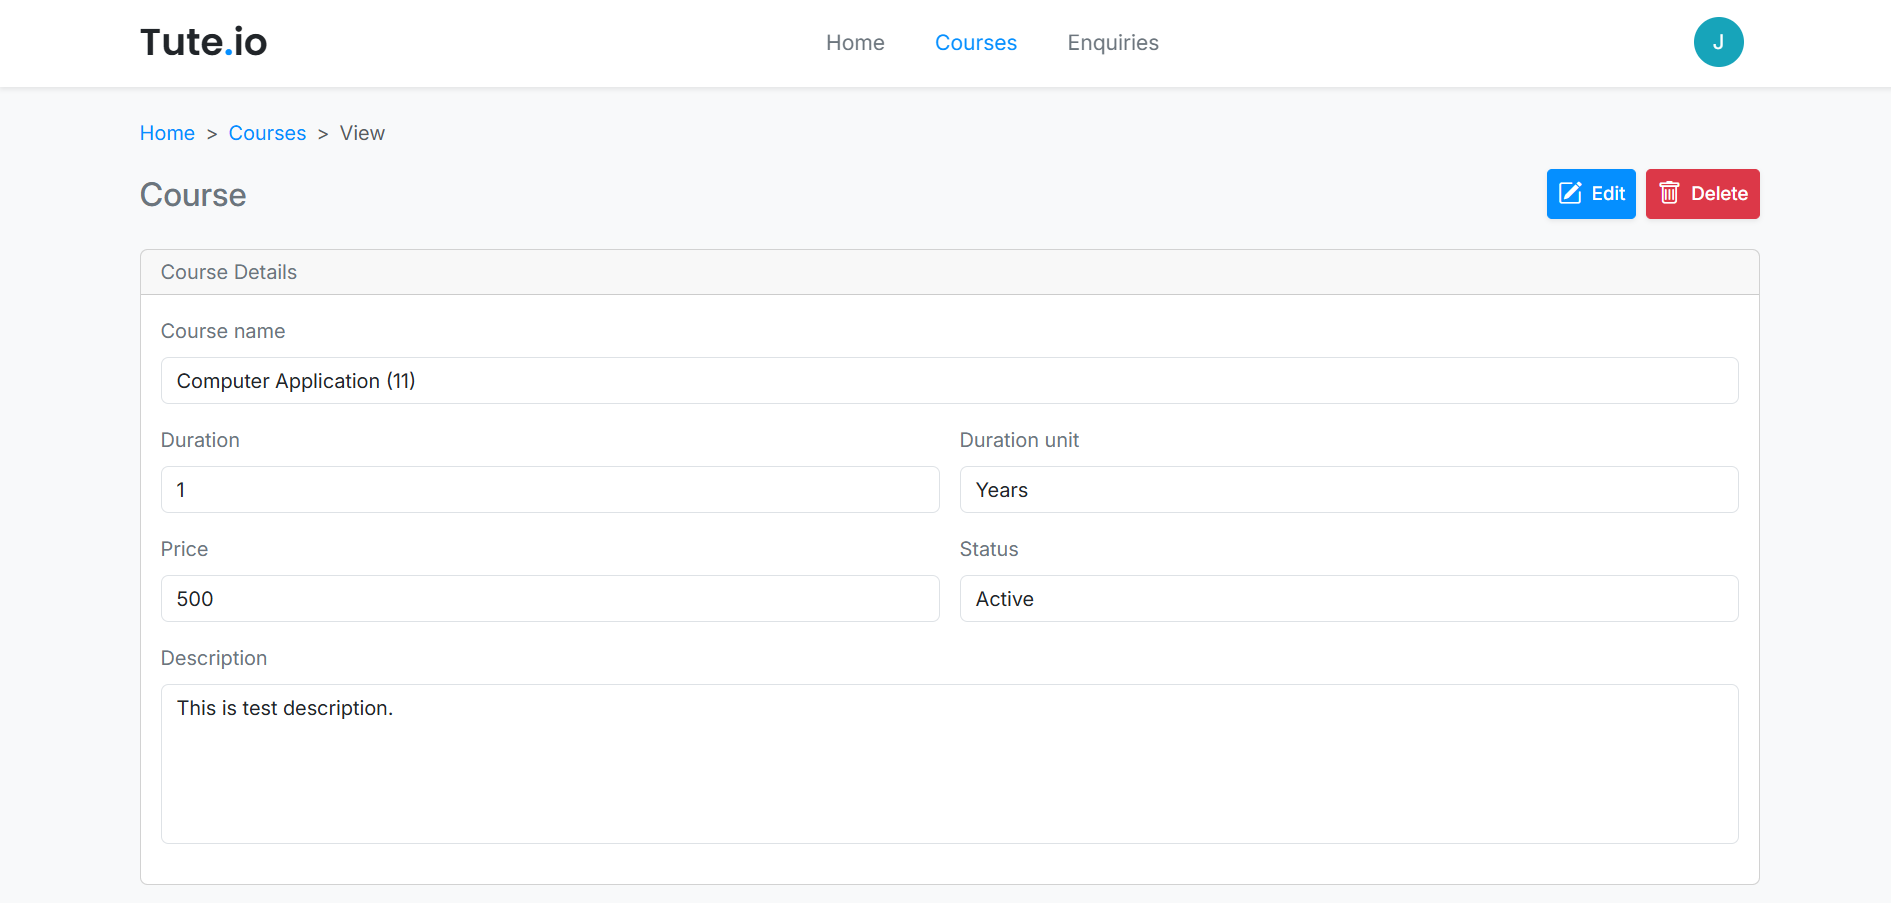 Tute.io
Home Courses Enquiries
J
Home > Courses > View
Course
Edit
Delete
Course Details
Course name
Computer Application (11)
Duration
Duration unit
1
Years
Price
Status
500
Active
Description
This is test description.